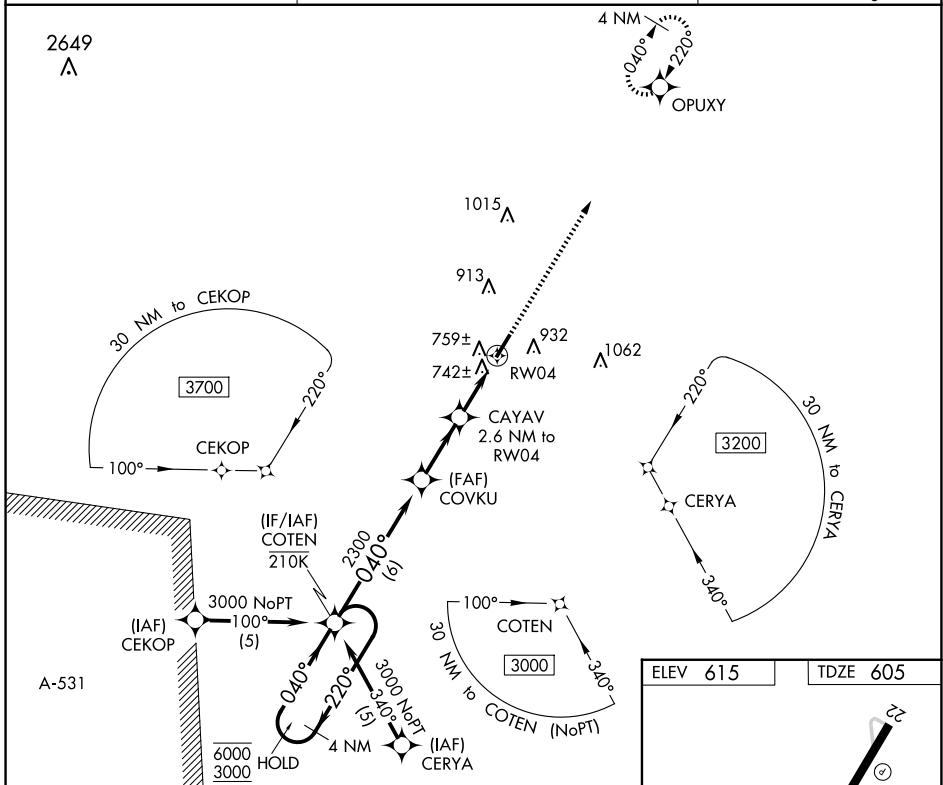 4 NM
2649
040°
220°
OPUXY
1015
913
30 NM to CEKOP
759±
932
1062
742±
RW04
3700
220°
CAYAV
2.6 NM to
RW04
220°
30 NM to CERYA
3200
CEKOP
100°
(FAF)
COVKU
CERYA
340°
(IF/IAF)
COTEN
210K
2300
040°
(6)
3000 NoPT
100°
(5)
(IAF)
CEKOP
100°
COTEN
3000
340°
30 NM to COTEN (NoPT)
A-531
040°
220°
3000 NoPT
340°
(5)
4 NM
HOLD
6000
3000
(IAF)
CERYA
ELEV 615
TDZE 605
22
P